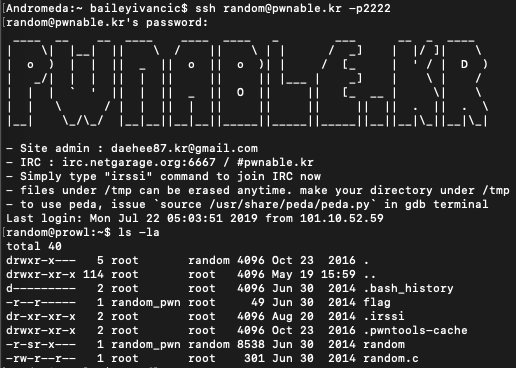 [Andromeda:~ baileyivancic$ ssh random@pwnable.kr -p2222
[random@pwnable.kr's password:
PWNABLE.KR
- Site admin : daehee87.kr@gmail.com
- IRC : irc.netgarage.org:6667 / #pwnable.kr
- Simply type "irssi" command to join IRC now
- files under /tmp can be erased anytime. make your directory under /tmp
- to use peda, issue `source /usr/share/peda/peda.py` in gdb terminal
Last login: Mon Jul 22 05:03:51 2019 from 101.10.52.59
[random@prowl:~$ ls -la
total 40
drwxr-x--- 5 root random 4096 Oct 23 2016 .
drwxr-xr-x 114 root root 4096 May 19 15:59 ..
d--------- 2 root root 4096 Jun 30 2014 .bash_history
-r--r----- 1 random_pwn root 49 Jun 30 2014 flag
dr-xr-xr-x 2 root root 4096 Aug 20 2014 .irssi
drwxr-xr-x 2 root root 4096 Oct 23 2016 .pwntools-cache
-r-sr-x--- 1 random_pwn random 8538 Jun 30 2014 random
-rw-r--r-- 1 root root 301 Jun 30 2014 random.c